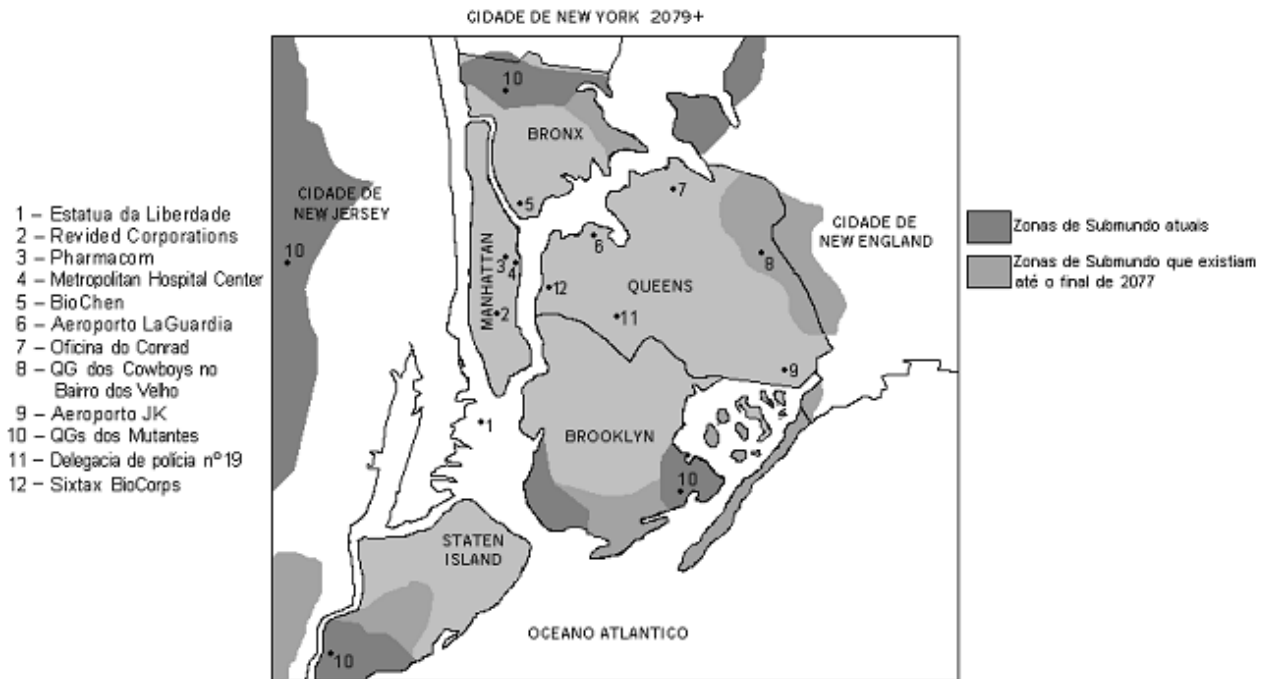 CIDADE DE NEW YORK 2079+
1 – Estatua da Liberdade
2 – Revided Corporations
3 – Pharmacom
4 – Metropolitan Hospital Center
5 – BioChen
6 – Aeroporto LaGuardia
7 – Oficina do Conrad
8 – QG dos Cowboys no
Bairro dos Velho
9 – Aeroporto JK
10 – QGs dos Mutantes
11 – Delegacia de polícia nº19
12 – Sixtax BioCorps
10
BRONX
CIDADE DE
NEW JERSEY
10
5
7
6
CIDADE DE
NEW ENGLAND
8
3
4
MANHATTAN
2
12
QUEENS
11
9
1
BROOKLYN
10
STATEN
ISLAND
10
OCEANO ATLANTICO
Zonas de Submundo atuais
Zonas de Submundo que existiam
até o final de 2077